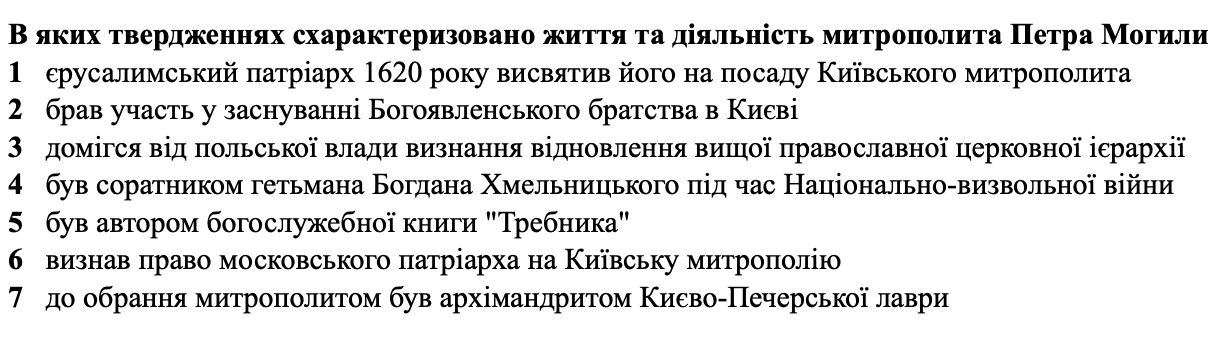 В яких твердженнях схарактеризовано життя та діяльність митрополита Петра Могили
1 єрусалимський патріарх 1620 року висвятив його на посаду Київського митрополита
2 брав участь у заснуванні Богоявленського братства в Києві
3 домігся від польської влади визнання відновлення вищої православної церковної ієрархії
4 був соратником гетьмана Богдана Хмельницького під час Національно-визвольної війни
5 був автором богослужебної книги "Требника"
6 визнав право московського патріарха на Київську митрополію
7 до обрання митрополитом був архімандритом Києво-Печерської лаври